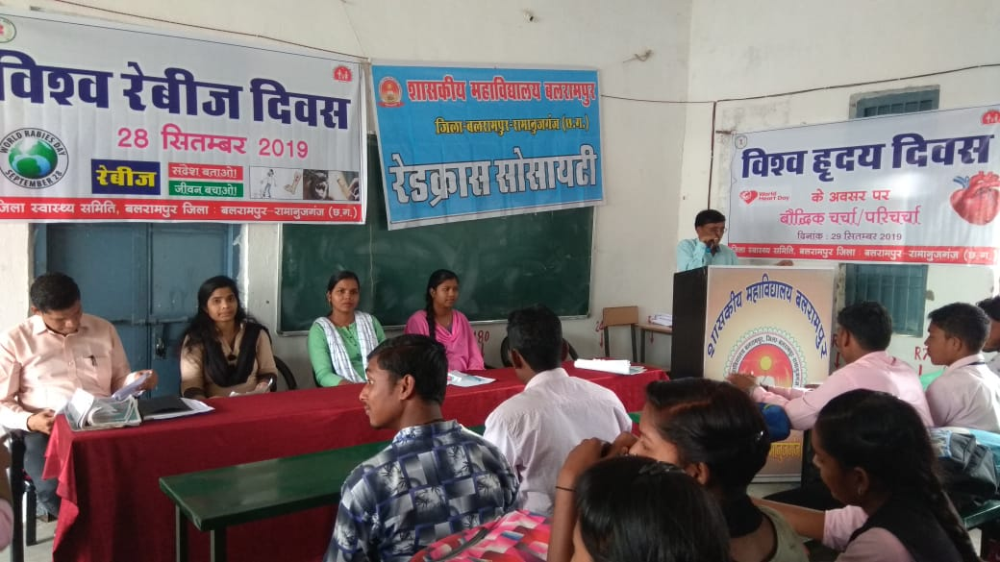 विश्व रेबीज दिवस
28 सितम्बर 2019
WORLD RABIES DAY
SEPTEMBER 28
रेबीज
संदेश बताओ!
जीवन बचाओ!
जिला स्वास्थ्य समिति, बलरामपुर जिला : बलरामपुर-रामानुजगंज (छ.ग.)
शासकीय महाविद्यालय बलरामपुर
जिला-बलरामपुर-रामानुजगंज (छ.ग.)
रेडक्रास सोसायटी
विश्व हृदय दिवस
World Heart Day
के अवसर पर
बौद्धिक चर्चा/परिचर्चा
दिनांक : 29 सितम्बर 2019
जिला स्वास्थ्य समिति, बलरामपुर जिला : बलरामपुर-रामानुजगंज (छ.ग.)
शासकीय महाविद्यालय बलरामपुर